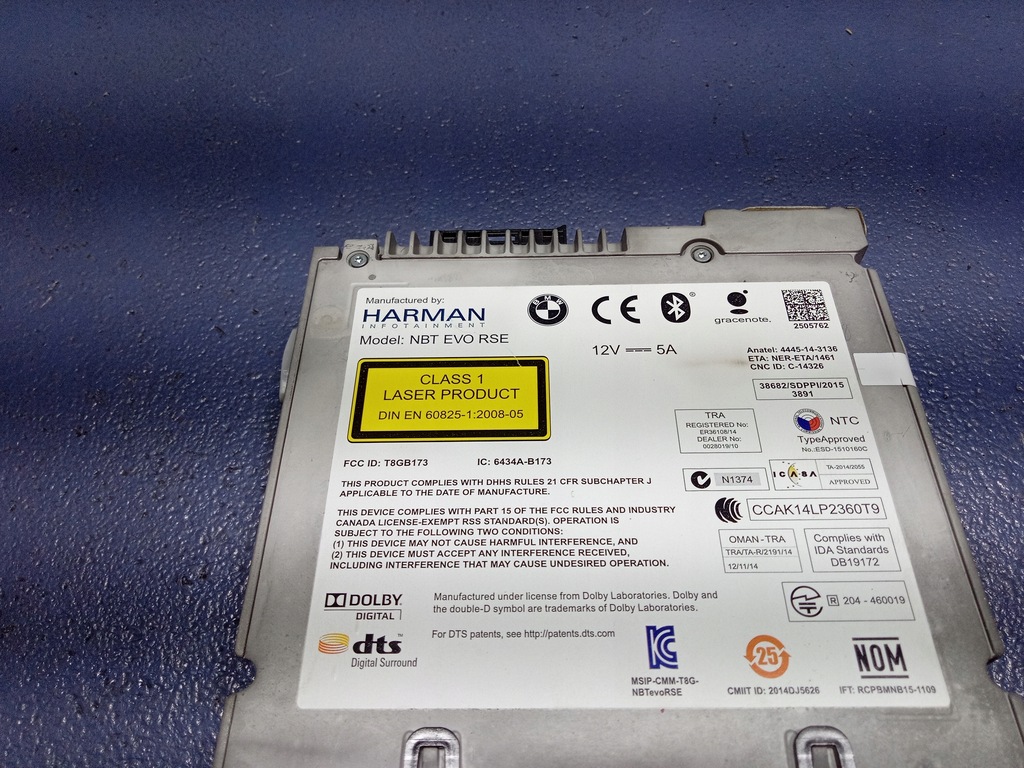 Manufactured by:
HARMAN
INFOTAINMENT
Model: NBT EVO RSE
BMW
CE
gracenote.
2505762
12V 5A
Anatel: 4445-14-3136
ETA: NER-ETA/1461
CNC ID: C-14326
38682/SDPPI/2015
3891
CLASS 1
LASER PRODUCT
DIN EN 60825-1:2008-05
TRA
REGISTERED No:
ER36108/14
DEALER No:
0028019/10
NTC
TypeApproved
No.:ESD-1510160C
FCC ID: T8GB173 IC: 6434A-B173
N1374
ICASA
TA-2014/2055
APPROVED
THIS PRODUCT COMPLIES WITH DHHS RULES 21 CFR SUBCHAPTER J
APPLICABLE TO THE DATE OF MANUFACTURE.
CCAK14LP2360T9
THIS DEVICE COMPLIES WITH PART 15 OF THE FCC RULES AND INDUSTRY
CANADA LICENSE-EXEMPT RSS STANDARD(S). OPERATION IS
SUBJECT TO THE FOLLOWING TWO CONDITIONS:
(1) THIS DEVICE MAY NOT CAUSE HARMFUL INTERFERENCE, AND
(2) THIS DEVICE MUST ACCEPT ANY INTERFERENCE RECEIVED,
INCLUDING INTERFERENCE THAT MAY CAUSE UNDESIRED OPERATION.
OMAN - TRA
TRA/TA-R/2191/14
12/11/14
Complies with
IDA Standards
DB19172
R 204 - 460019
DOLBY
DIGITAL
Manufactured under license from Dolby Laboratories. Dolby and
the double-D symbol are trademarks of Dolby Laboratories.
dts™
Digital Surround
For DTS patents, see http://patents.dts.com
MSIP-CMM-T8G-
NBTevoRSE
25
CMIIT ID: 2014DJ5626
NOM
IFT: RCPBMNB15-1109